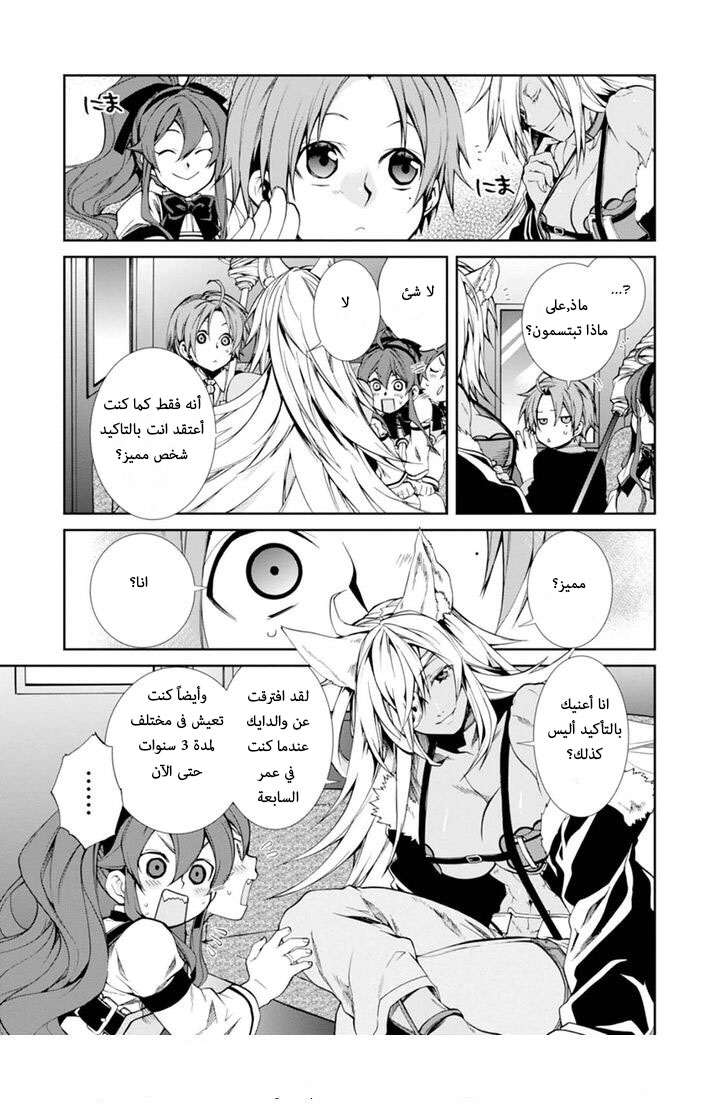 にま
にま
...?
ماذ,على
ماذا تبتسمون؟
لا شئ
لا
أنه فقط كما كنت
أعتقد انت بالتاكيد
شخص مميز؟
مميز؟
انا؟
انا أعنيك
بالتأكيد أليس
كذلك؟
لقد افترقت
عن والدايك
عندما كنت
في عمر
السابعة
وأيضاً كنت
تعيش فى مختلف
لمدة 3 سنوات
حتى الآن
......